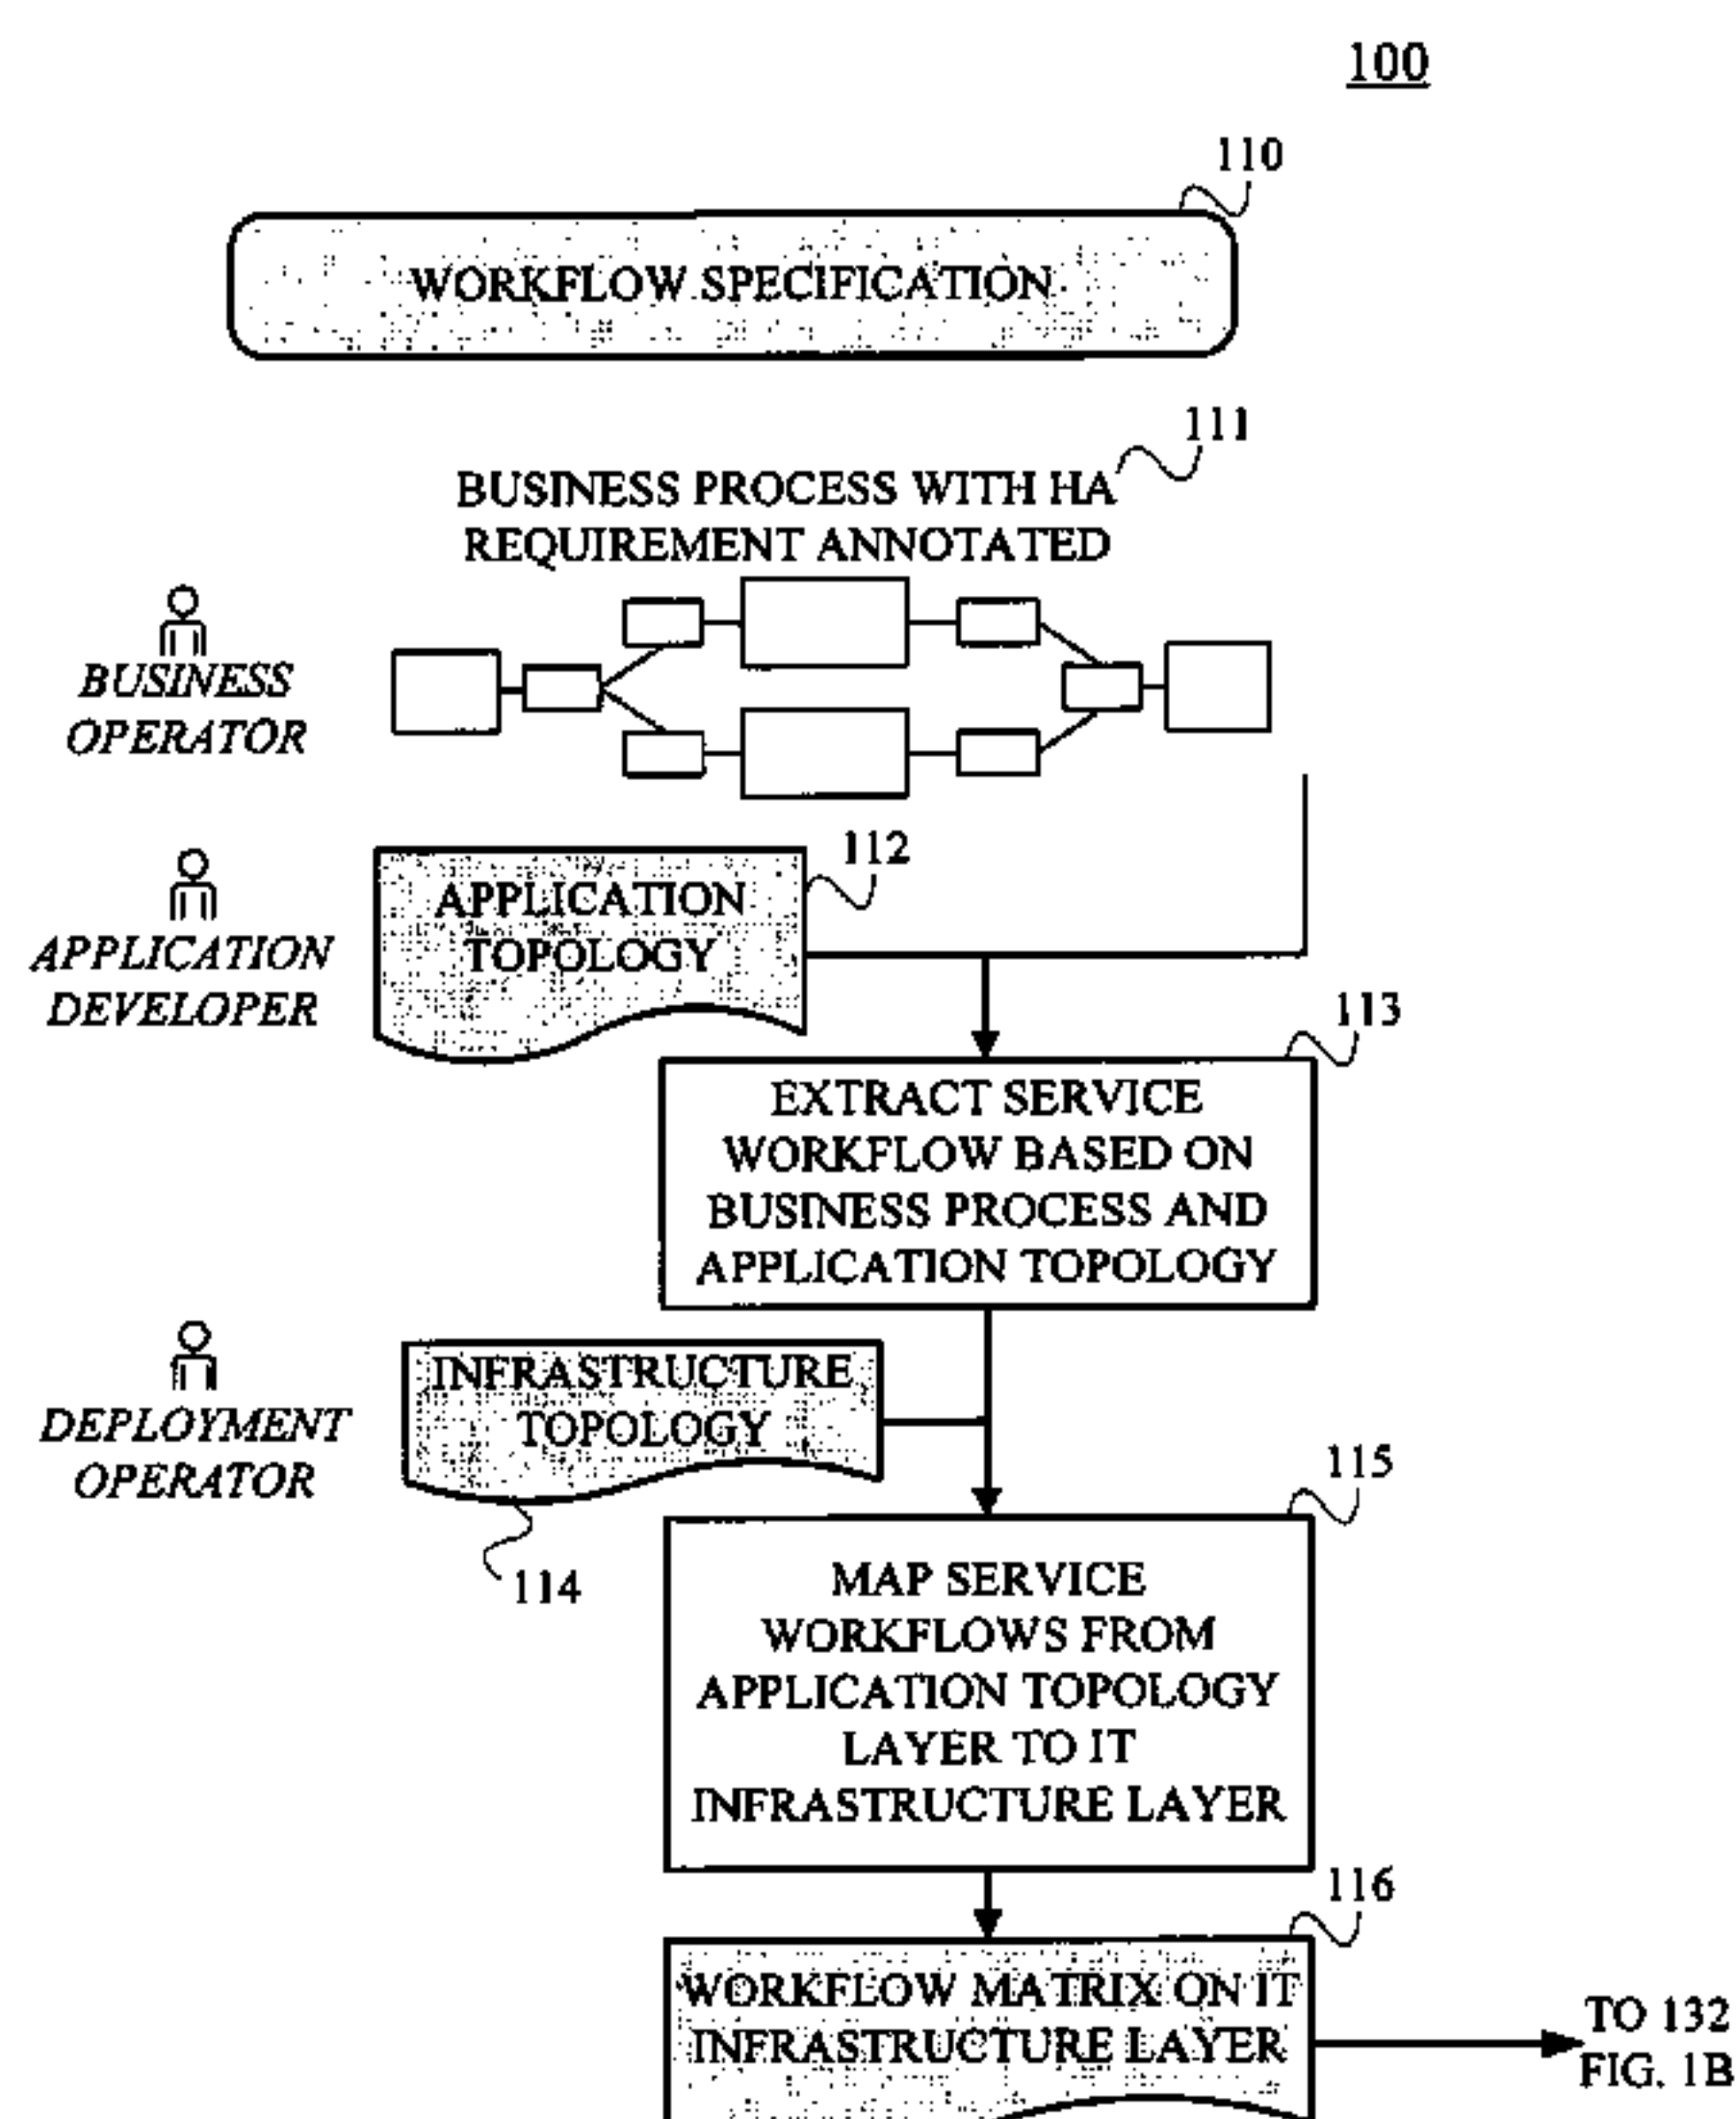 100
110
WORKFLOW SPECIFICATION
111
BUSINESS PROCESS WITH HA
REQUIREMENT ANNOTATED
BUSINESS
OPERATOR
112
APPLICATION
TOPOLOGY
APPLICATION
DEVELOPER
113
EXTRACT SERVICE
WORKFLOW BASED ON
BUSINESS PROCESS AND
APPLICATION TOPOLOGY
INFRASTRUCTURE
TOPOLOGY
DEPLOYMENT
OPERATOR
114
115
MAP SERVICE
WORKFLOWS FROM
APPLICATION TOPOLOGY
LAYER TO IT
INFRASTRUCTURE LAYER
116
WORKFLOW MATRIX ON IT
INFRASTRUCTURE LAYER
TO 132
FIG. 1B